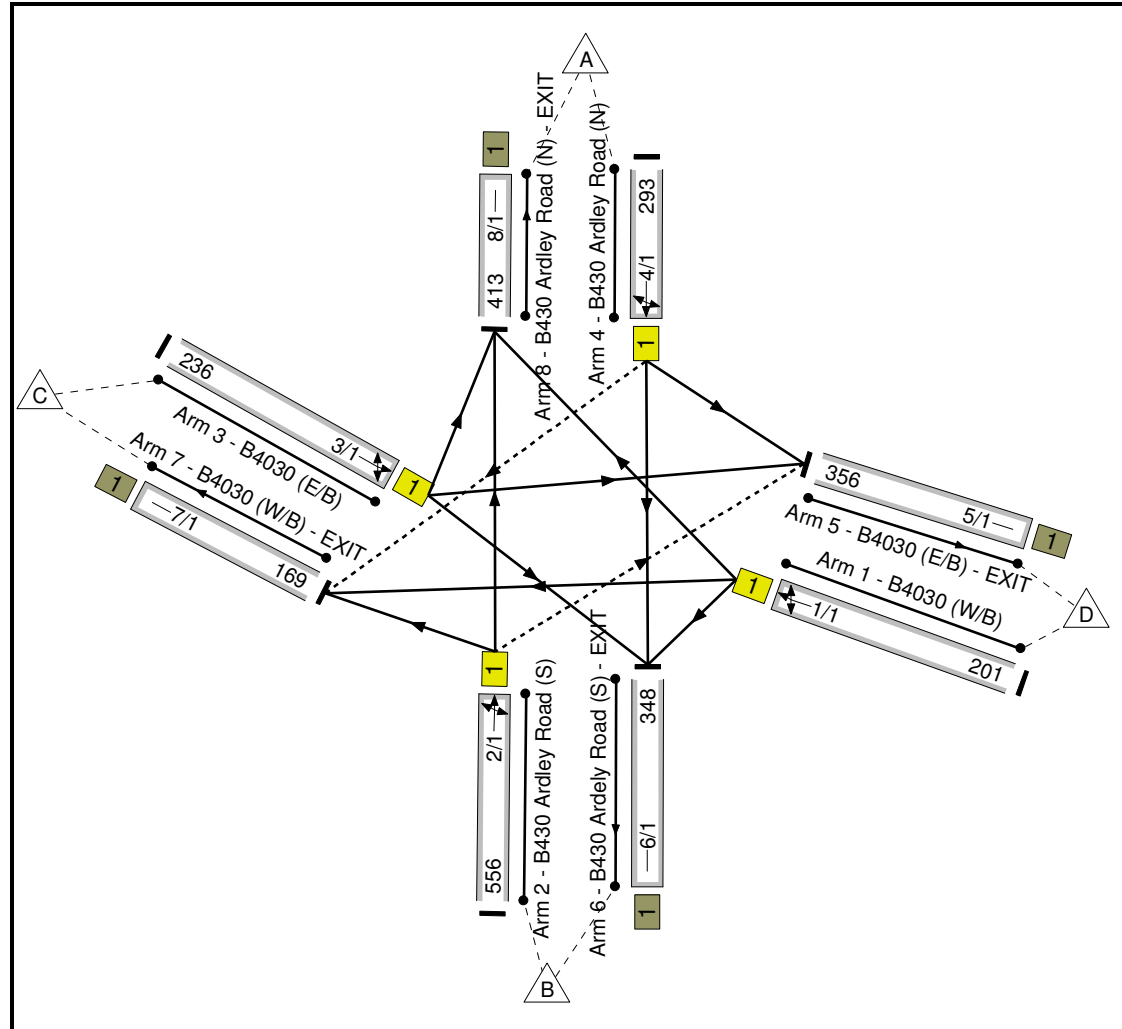 A
1
8/1
413
Arm 8 - B430 Ardley Road (N) - EXIT
Arm 4 - B430 Ardley Road (N)
293
4/1
1
C
236
3/1
1
Arm 3 - B4030 (E/B)
Arm 7 - B4030 (W/B) - EXIT
1
7/1
169
356
5/1
1
Arm 5 - B4030 (E/B) - EXIT
Arm 1 - B4030 (W/B)
1
1/1
201
D
1
2/1
556
Arm 2 - B430 Ardley Road (S)
Arm 6 - B430 Ardely Road (S) - EXIT
348
6/1
1
B